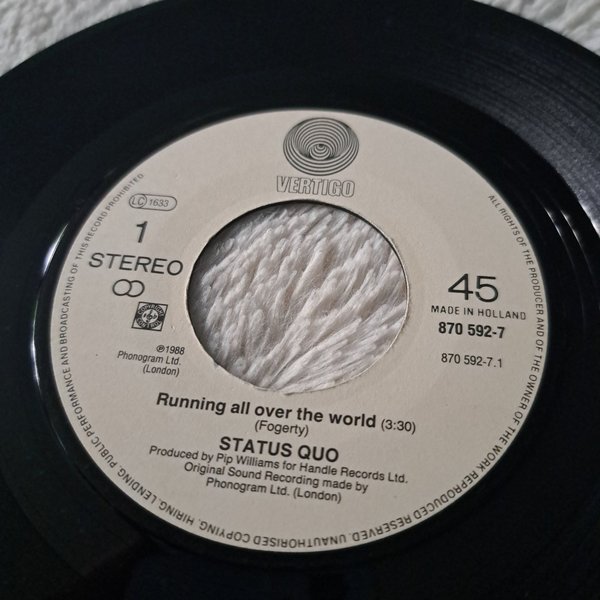 VERTIGO
LC 1633
1
STEREO
℗1988
Phonogram Ltd.
(London)
45
MADE IN HOLLAND
870 592-7
870 592-7.1
Running all over the world (3:30)
(Fogerty)
STATUS QUO
Produced by Pip Williams for Handle Records Ltd.
Original Sound Recording made by
Phonogram Ltd. (London)
ALL RIGHTS OF THE PRODUCER AND OF THE OWNER OF THE WORK REPRODUCED RESERVED. UNAUTHORISED COPYING, HIRING, LENDING, PUBLIC PERFORMANCE AND BROADCASTING OF THIS RECORD PROHIBITED